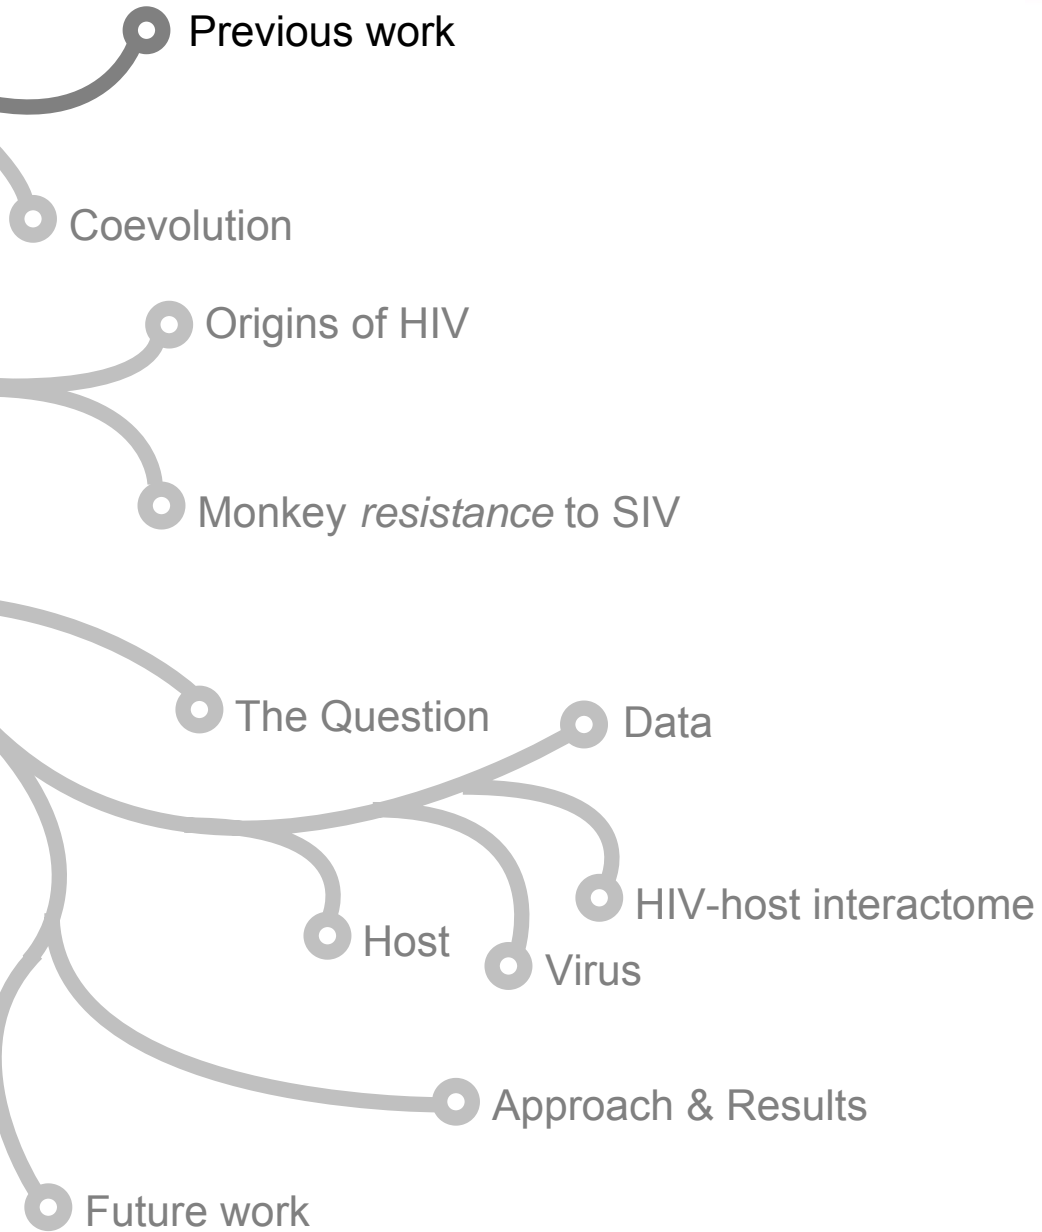 Previous work
Coevolution
Origins of HIV
Monkey resistance to SIV
The Question
Data
HIV-host interactome
Host
Virus
Approach & Results
Future work